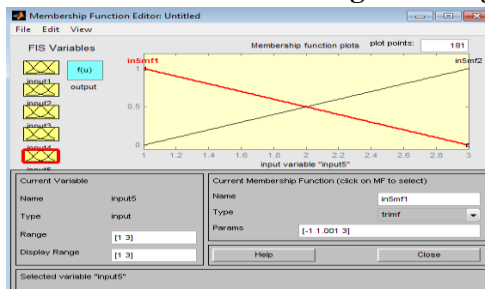 Membership Function Editor: Untitled
File Edit View
FIS Variables
Membership function plots
plot points:
181
f(u)
output
input1
input2
input3
input4
in5mf1
in5mf2
1
0.5
0
1 1.2 1.4 1.6 1.8 2 2.2 2.4 2.6 2.8 3
input variable "input5"
Current Variable
Name input5
Type input
Range [1 3]
Display Range [1 3]
Current Membership Function (click on MF to select)
Name in5mf1
Type trimf
Params [-1 1.001 3]
Help
Close
Selected variable "input5"